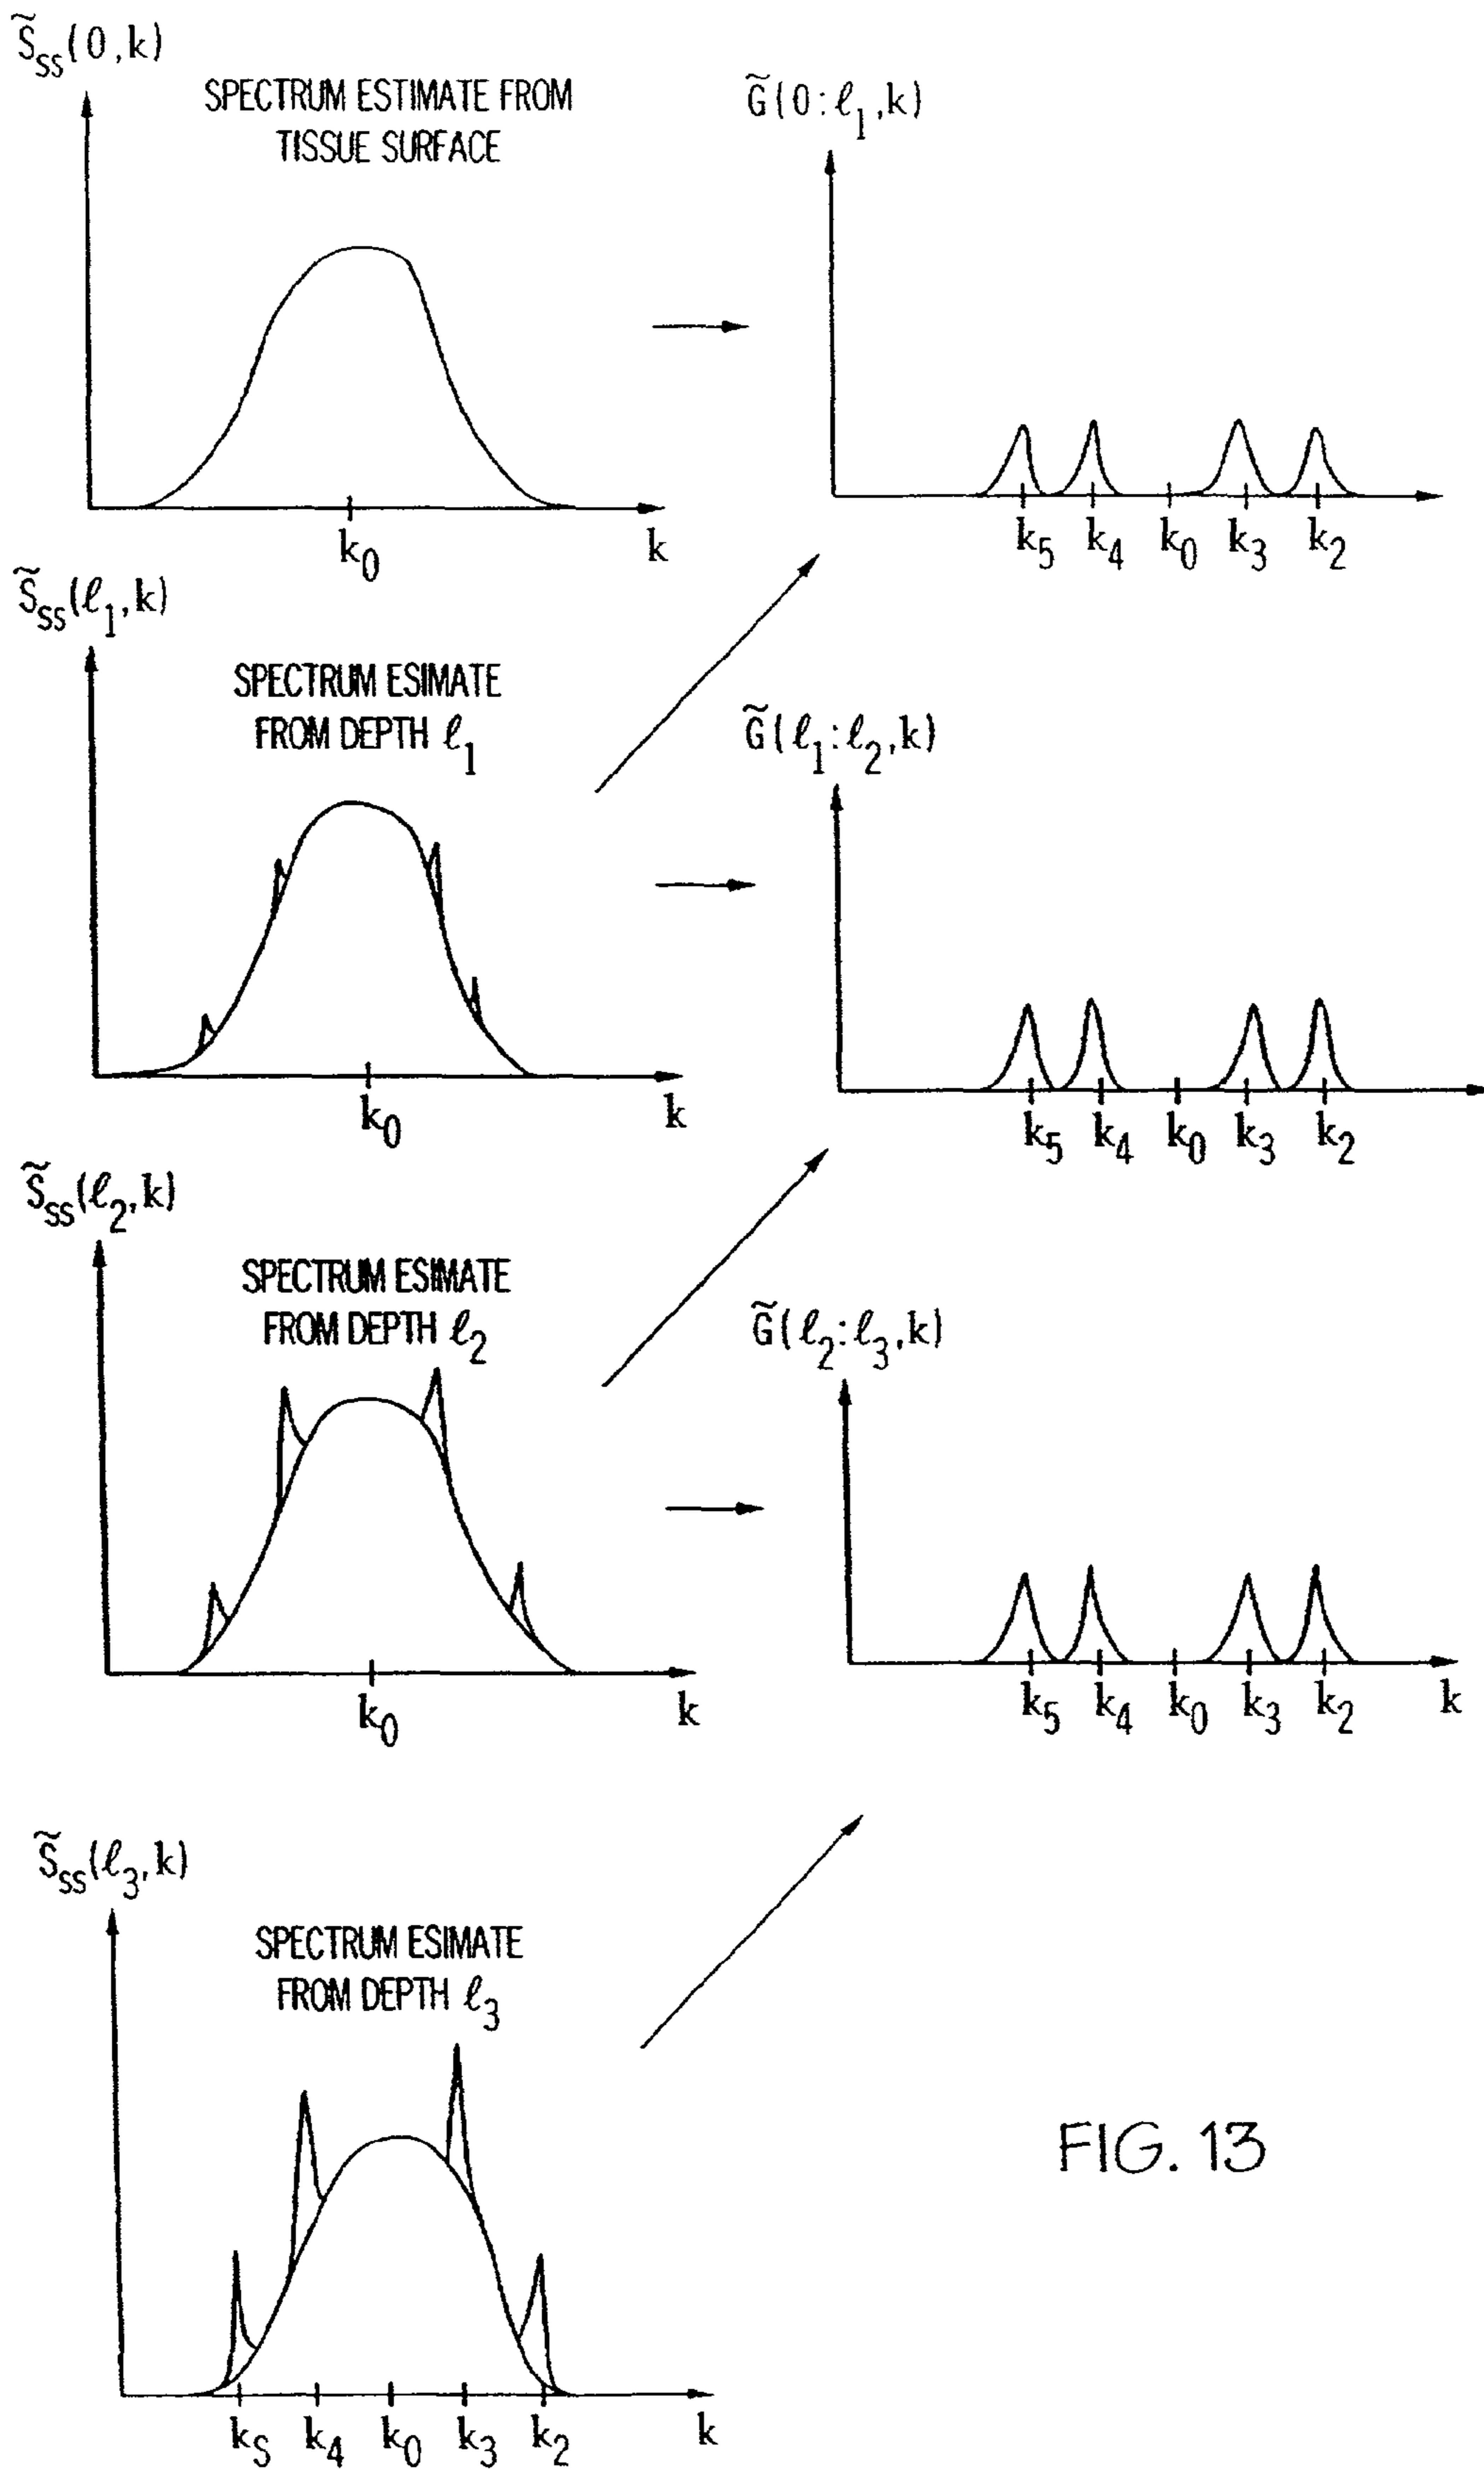 S̃ss(0,k)
SPECTRUM ESTIMATE FROM
TISSUE SURFACE
k0
k
G̃(0:ℓ1,k)
k5 k4 k0 k3 k2
S̃ss(ℓ1,k)
SPECTRUM ESIMATE
FROM DEPTH ℓ1
k0
k
G̃(ℓ1:ℓ2,k)
k5 k4 k0 k3 k2
S̃ss(ℓ2,k)
SPECTRUM ESIMATE
FROM DEPTH ℓ2
k0
k
G̃(ℓ2:ℓ3,k)
k5 k4 k0 k3 k2 k
S̃ss(ℓ3,k)
SPECTRUM ESIMATE
FROM DEPTH ℓ3
kS k4 k0 k3 k2 k
FIG. 13